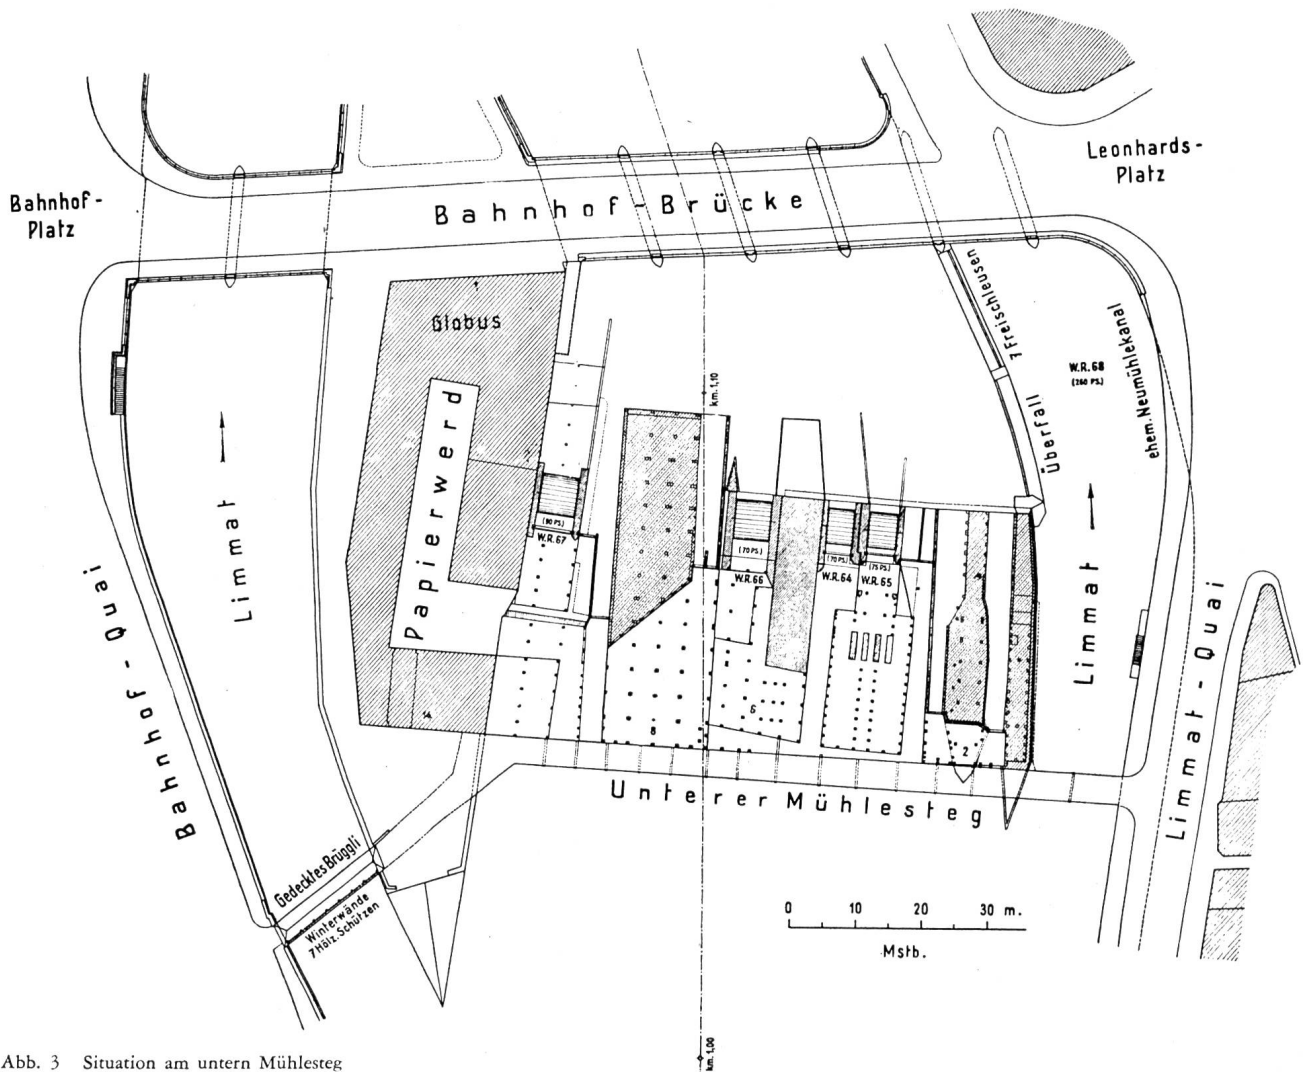 Leonhards-
Platz
Bahnhof-
Platz
Bahnhof-Brücke
Globus
7 Freischleusen
ehem. Neumühlekanal
W.R.68
(260 PS.)
km. 1,10
Überfall
Papierwerd
Limmat
(80 PS.)
W.R.67
(70 PS.)
W.R.66
(70 PS.)
W.R.64
(75 PS.)
W.R.65
Limmat
Bahnhof-Quai
Limmat-Quai
14
8
6
2
Unterer Mühlesteg
Gedecktes Brüggli
Winterwände
7 Hölz. Schützen
0 10 20 30 m.
Mstb.
km. 1,00
Abb. 3 Situation am untern Mühlesteg